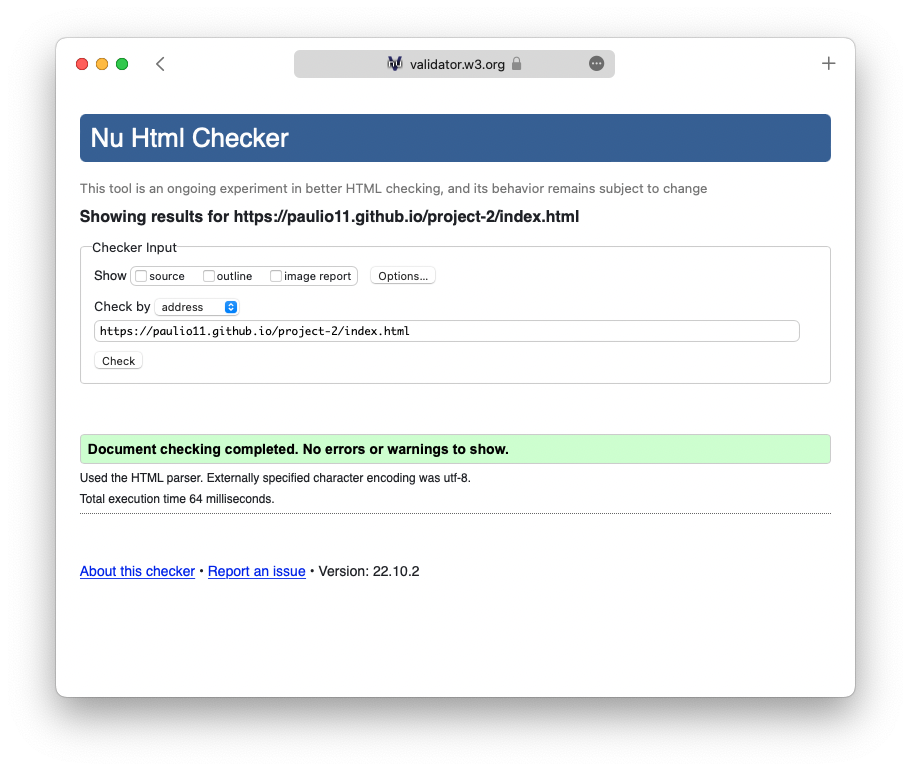 validator.w3.org
Nu Html Checker
This tool is an ongoing experiment in better HTML checking, and its behavior remains subject to change
Showing results for https://paulio11.github.io/project-2/index.html
Checker Input
Show source outline image report Options...
Check by address
https://paulio11.github.io/project-2/index.html
Check
Document checking completed. No errors or warnings to show.
Used the HTML parser. Externally specified character encoding was utf-8.
Total execution time 64 milliseconds.
About this checker • Report an issue • Version: 22.10.2